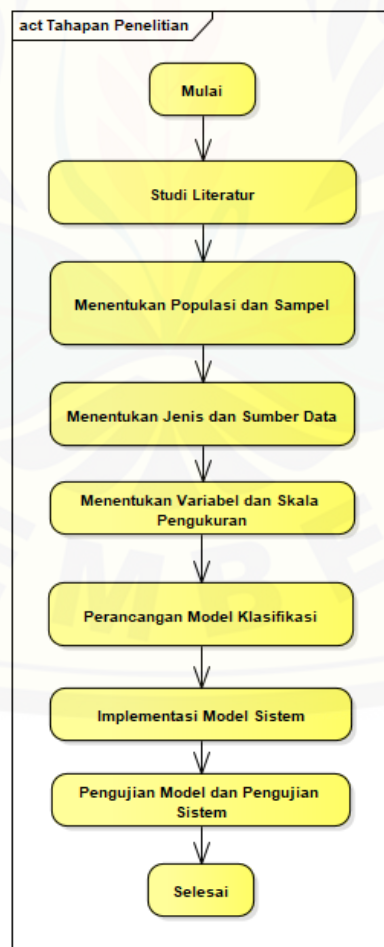 act Tahapan Penelitian
Mulai
Studi Literatur
Menentukan Populasi dan Sampel
Menentukan Jenis dan Sumber Data
Menentukan Variabel dan Skala
Pengukuran
Perancangan Model Klasifikasi
Implementasi Model Sistem
Pengujian Model dan Pengujian
Sistem
Selesai